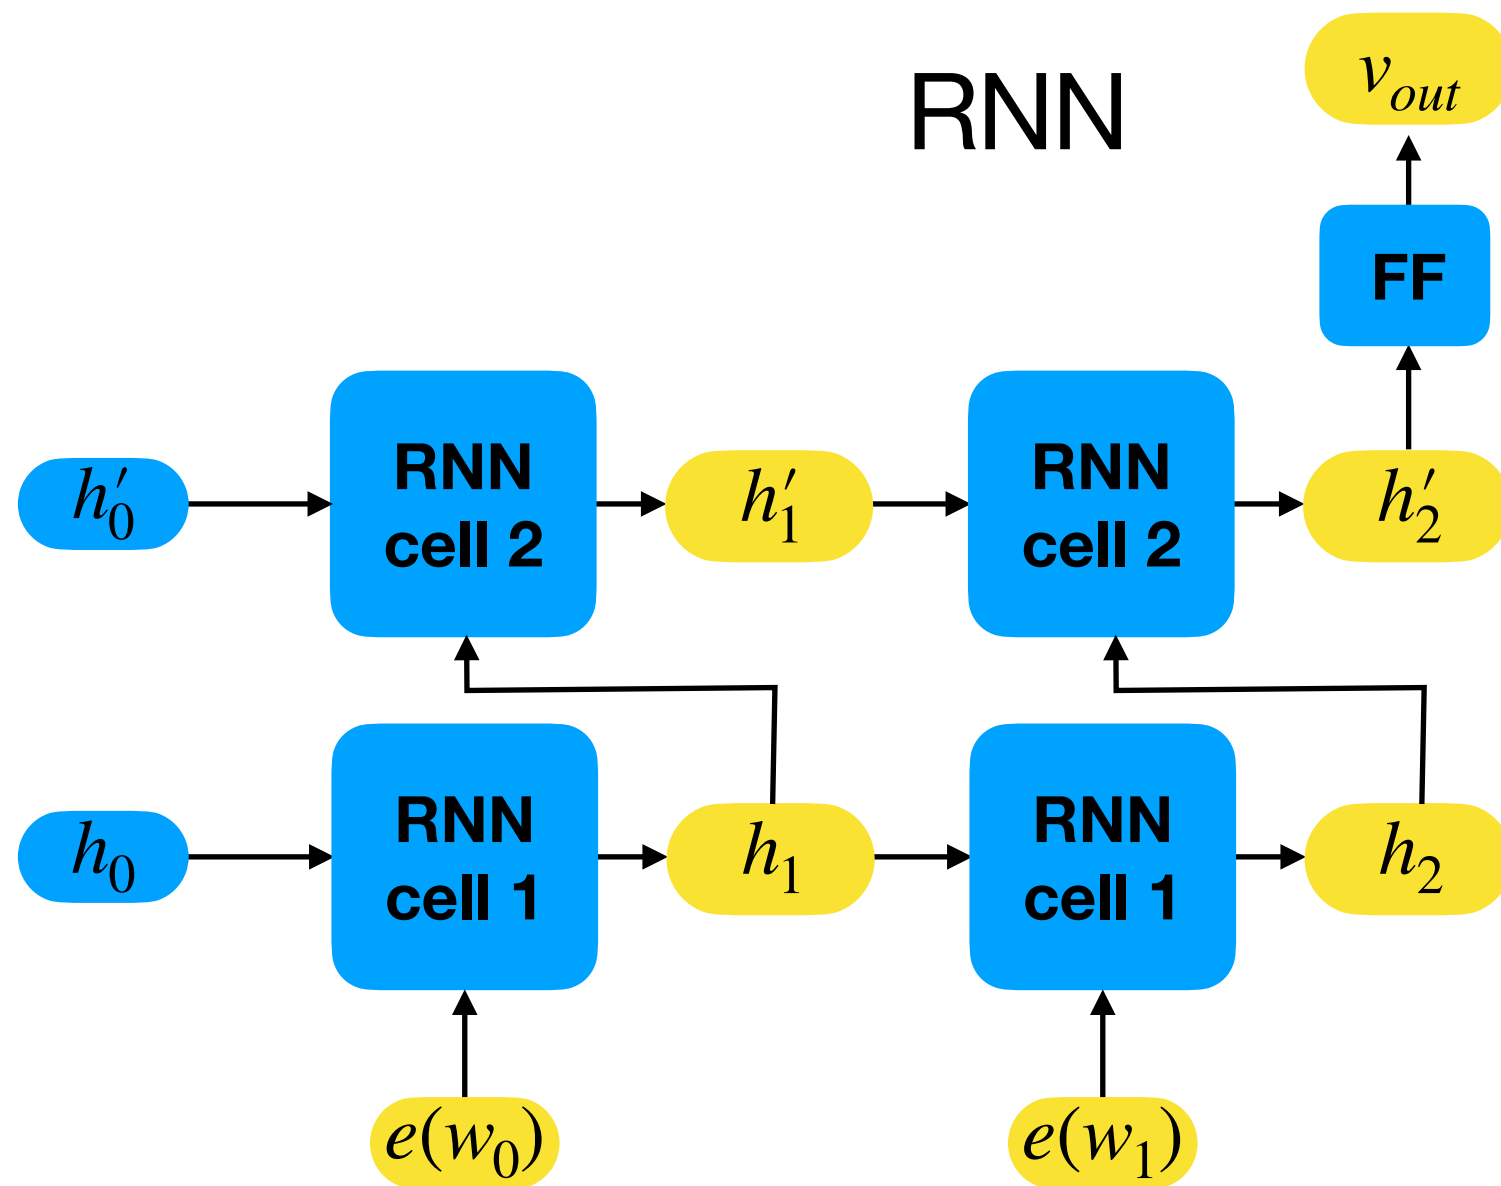 RNN
v_out
FF
h′_0
RNN
cell 2
h′_1
RNN
cell 2
h′_2
h_0
RNN
cell 1
h_1
RNN
cell 1
h_2
e(w_0)
e(w_1)